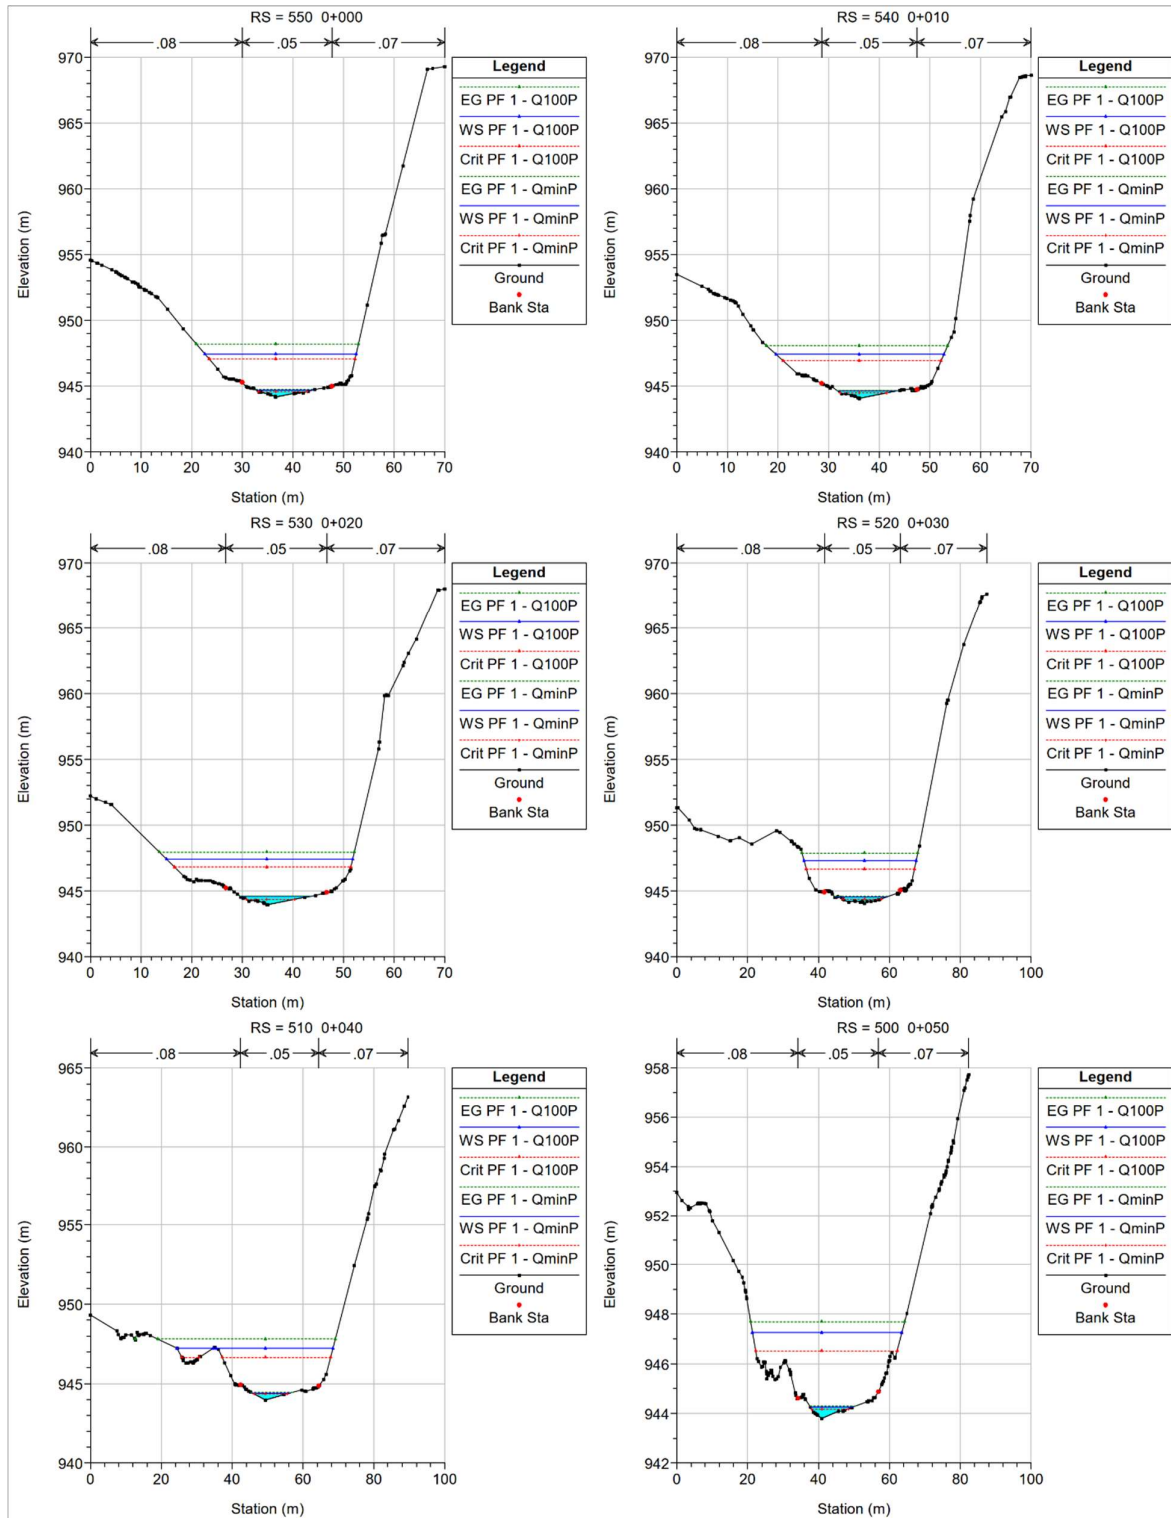 RS = 550 0+000
.08 .05 .07
970
965
960
955
950
945
940
Elevation (m)
0 10 20 30 40 50 60 70
Station (m)
Legend
EG PF 1 - Q100P
WS PF 1 - Q100P
Crit PF 1 - Q100P
EG PF 1 - QminP
WS PF 1 - QminP
Crit PF 1 - QminP
Ground
Bank Sta
RS = 540 0+010
.08 .05 .07
970
965
960
955
950
945
940
Elevation (m)
0 10 20 30 40 50 60 70
Station (m)
Legend
EG PF 1 - Q100P
WS PF 1 - Q100P
Crit PF 1 - Q100P
EG PF 1 - QminP
WS PF 1 - QminP
Crit PF 1 - QminP
Ground
Bank Sta
RS = 530 0+020
.08 .05 .07
970
965
960
955
950
945
940
Elevation (m)
0 10 20 30 40 50 60 70
Station (m)
Legend
EG PF 1 - Q100P
WS PF 1 - Q100P
Crit PF 1 - Q100P
EG PF 1 - QminP
WS PF 1 - QminP
Crit PF 1 - QminP
Ground
Bank Sta
RS = 520 0+030
.08 .05 .07
970
965
960
955
950
945
940
Elevation (m)
0 20 40 60 80 100
Station (m)
Legend
EG PF 1 - Q100P
WS PF 1 - Q100P
Crit PF 1 - Q100P
EG PF 1 - QminP
WS PF 1 - QminP
Crit PF 1 - QminP
Ground
Bank Sta
RS = 510 0+040
.08 .05 .07
965
960
955
950
945
940
Elevation (m)
0 20 40 60 80 100
Station (m)
Legend
EG PF 1 - Q100P
WS PF 1 - Q100P
Crit PF 1 - Q100P
EG PF 1 - QminP
WS PF 1 - QminP
Crit PF 1 - QminP
Ground
Bank Sta
RS = 500 0+050
.08 .05 .07
958
956
954
952
950
948
946
944
942
Elevation (m)
0 20 40 60 80 100
Station (m)
Legend
EG PF 1 - Q100P
WS PF 1 - Q100P
Crit PF 1 - Q100P
EG PF 1 - QminP
WS PF 1 - QminP
Crit PF 1 - QminP
Ground
Bank Sta